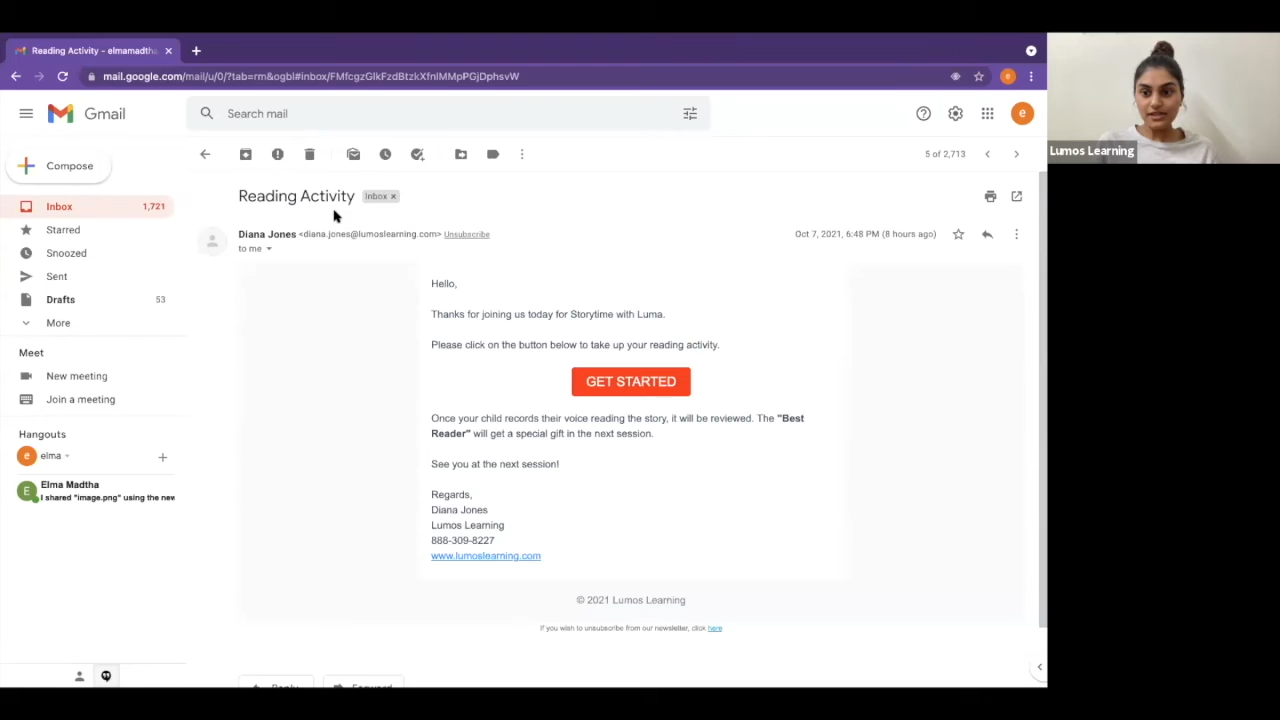 Reading Activity - elmamadtha
mail.google.com/mail/u/0/?tab=rm&ogbl#inbox/FMfcgzGlkFzdBtzkXfnlMMpPGjDphsvW
e
Gmail
Search mail
e
Compose
5 of 2,713
Inbox 1,721
Starred
Snoozed
Sent
Drafts 53
More
Meet
New meeting
Join a meeting
Hangouts
e elma
E Elma Madtha
I shared "image.png" using the new
Reading Activity Inbox x
Diana Jones <diana.jones@lumoslearning.com> Unsubscribe
Oct 7, 2021, 6:48 PM (8 hours ago)
to me
Hello,
Thanks for joining us today for Storytime with Luma.
Please click on the button below to take up your reading activity.
GET STARTED
Once your child records their voice reading the story, it will be reviewed. The "Best
Reader" will get a special gift in the next session.
See you at the next session!
Regards,
Diana Jones
Lumos Learning
888-309-8227
www.lumoslearning.com
© 2021 Lumos Learning
If you wish to unsubscribe from our newsletter, click here
Reply
Forward
Lumos Learning